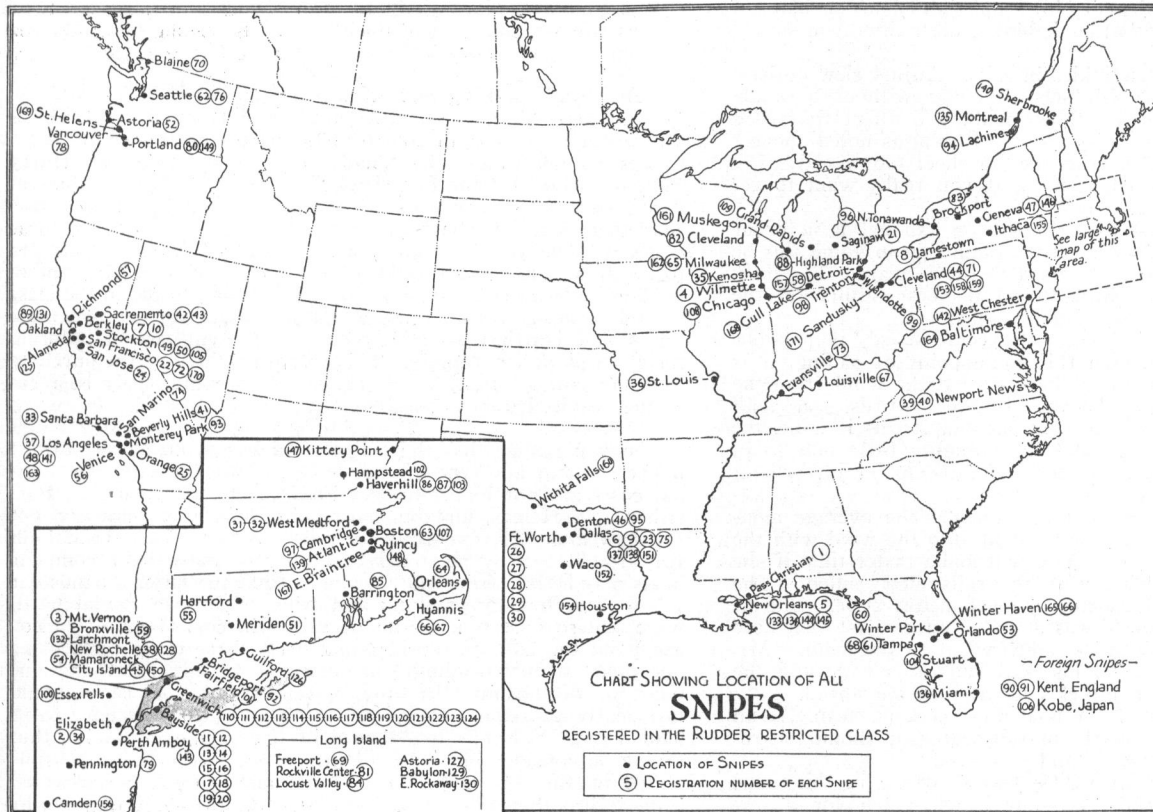 Blaine 70
Seattle 62 76
169 St. Helens
Astoria 52
Vancouver
78
Portland 80 149
Richmond 57
89 131
Oakland
Sacremento 42 43
Berkley 7 10
Stockton 49 50 105
Alameda
125
San Francisco 22 72 170
San Jose 24
San Marino 74
33 Santa Barbara
Beverly Hills 41
Monterey Park 93
37 Los Angeles
48 141
163
Venice
56
Orange 25
147 Kittery Point
Hampstead 102
Haverhill 86 87 103
31-32 West Medford
97 Cambridge
Boston 63 107
139 Atlantic
Quincy
148
167 E. Braintree
64
Orleans
85
Barrington
Hyannis
66 67
Hartford
55
Meriden 51
3-Mt. Vernon
Bronxville-59
132-Larchmont
New Rochelle 38 128
54-Mamaroneck
City Island 45 150
Guilford 126
Bridgeport 92
Fairfield 101
Greenwich
110 111 112 113 114 115 116 117 118 119 120 121 122 123 124
100 Essex Fells
Bayside
11 12
13 14
15 16
17 18
19 20
Elizabeth
2 34
Perth Amboy
143
Pennington 79
Camden 156
Long Island
Freeport - 69
Rockville Center - 81
Locust Valley - 84
Astoria - 127
Babylon - 129
E. Rockaway - 130
140 Sherbrooke
135 Montreal
94 Lachine
83
Brockport
Geneva 47 146
Ithaca 155
96 N. Tonawanda
8 Jamestown
See large
map of this
area.
161 Muskegon
109 Grand Rapids
82 Cleveland
Saginaw 21
162 65 Milwaukee
88-Highland Park
35 Kenosha
157 58 Detroit
4 Wilmette
98 Trenton
Wyandotte 99
108 Chicago
168 Gull Lake
Cleveland 44 71
153 158 159
171 Sandusky
142 West Chester
164 Baltimore
36 St. Louis
Evansville 73
Louisville 67
39 40 Newport News
Wichita Falls 160
Denton 46 95
Ft. Worth
26
27
28
29
30
Dallas
6 9 23 75
137 138 151
Waco
152
154 Houston
Pass Christian 1
New Orleans 5
133 134 144 145
60
Winter Park
Winter Haven 165 166
Orlando 53
68 61 Tampa
104 Stuart
136 Miami
- Foreign Snipes -
90 91 Kent, England
106 Kobe, Japan
CHART SHOWING LOCATION OF ALL
SNIPES
REGISTERED IN THE RUDDER RESTRICTED CLASS
• LOCATION OF SNIPES
5 REGISTRATION NUMBER OF EACH SNIPE